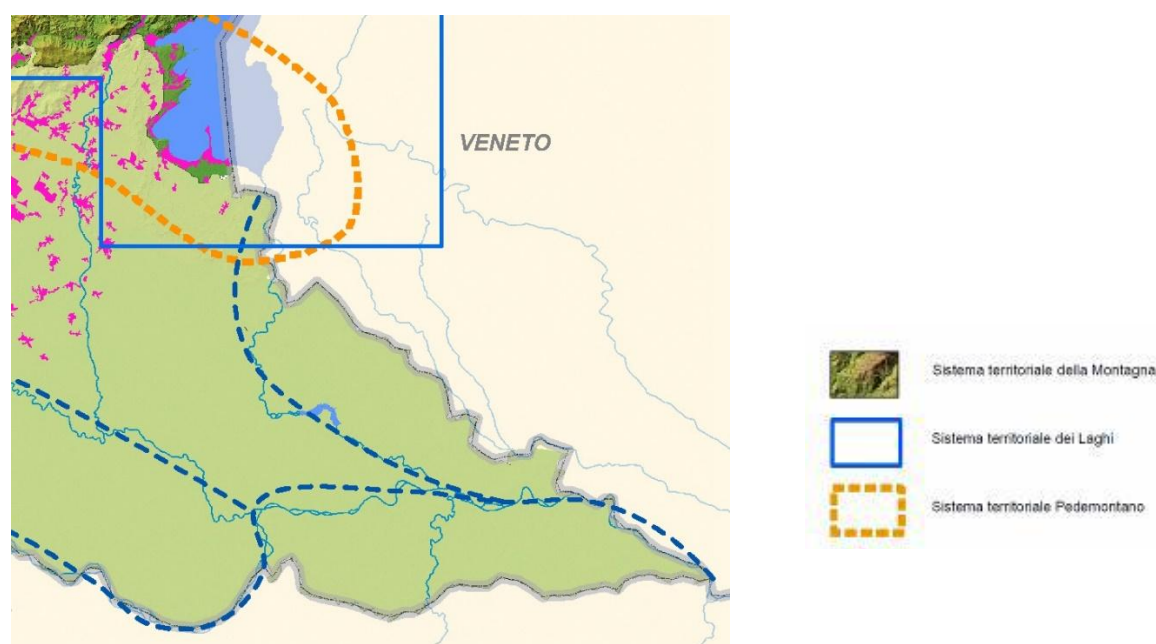 VENETO
Sistema territoriale della Montagna
Sistema territoriale dei Laghi
Sistema territoriale Pedemontano